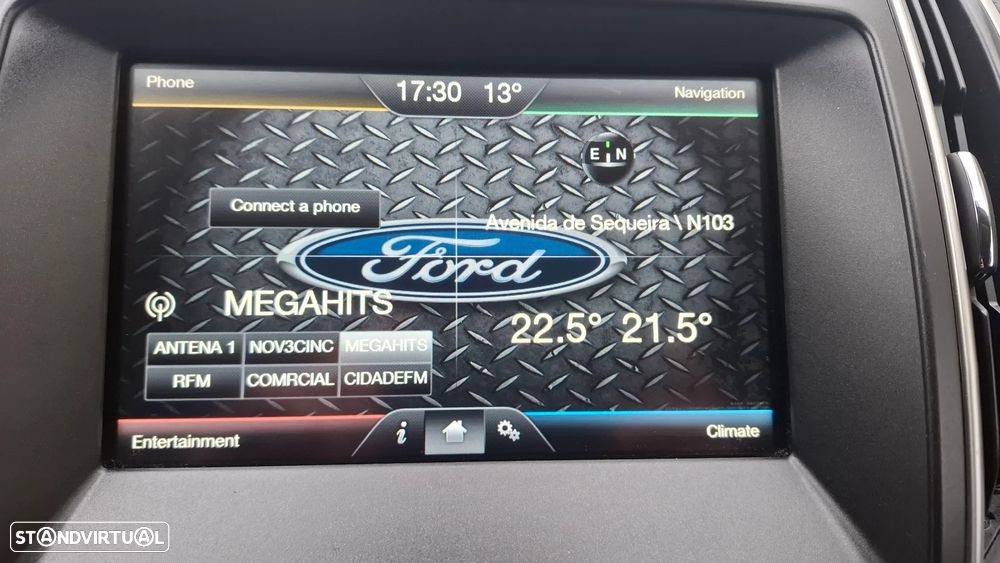 Phone
17:30 13°
Navigation
E N
Connect a phone
Avenida de Sequeira \ N103
Ford
MEGAHITS
22.5° 21.5°
ANTENA 1 NOV3CINC MEGAHITS
RFM COMRCIAL CIDADEFM
Entertainment
i
Climate
STANDVIRTUAL